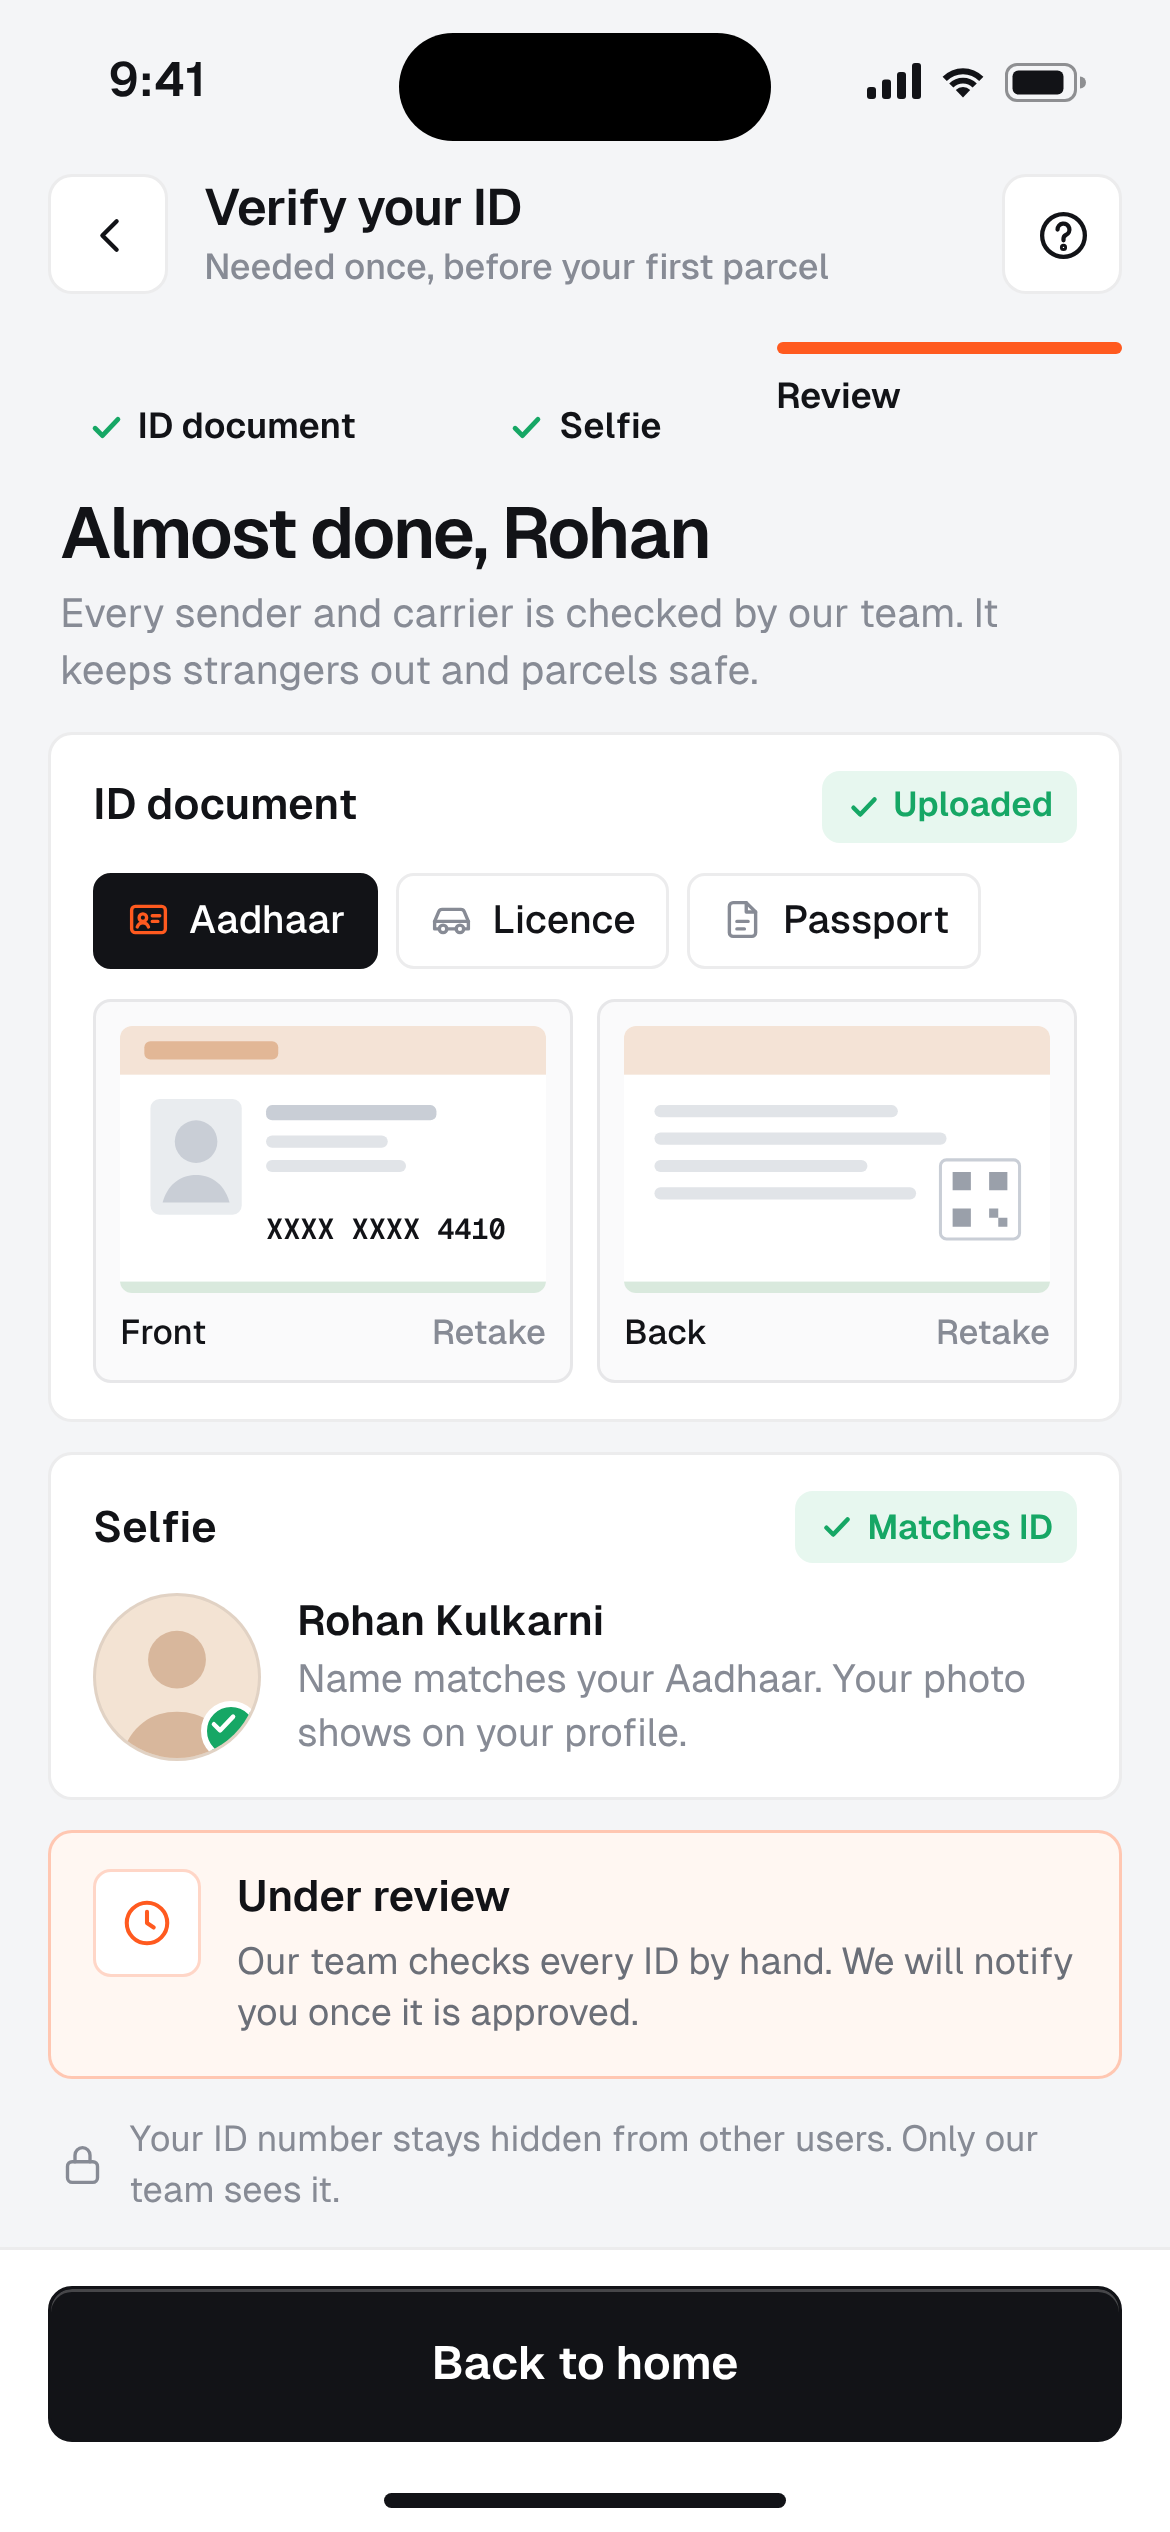 9:41
Verify your ID
Needed once, before your first parcel
ID document
Selfie
Review
Almost done, Rohan
Every sender and carrier is checked by our team. It
keeps strangers out and parcels safe.
ID document
Uploaded
Aadhaar
Licence
Passport
XXXX XXXX 4410
Front
Retake
Back
Retake
Selfie
Matches ID
Rohan Kulkarni
Name matches your Aadhaar. Your photo
shows on your profile.
Under review
Our team checks every ID by hand. We will notify
you once it is approved.
Your ID number stays hidden from other users. Only our
team sees it.
Back to home